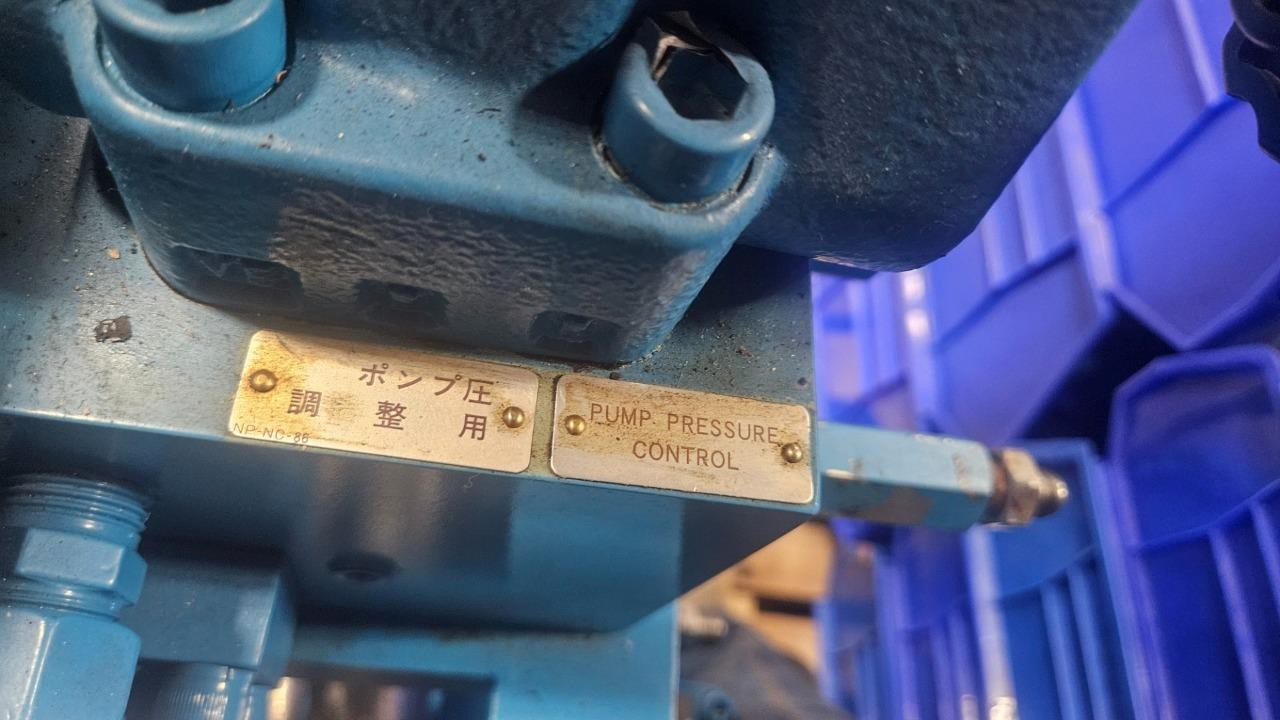 ポンプ圧
調 整 用
NP-NC-86
PUMP PRESSURE
CONTROL